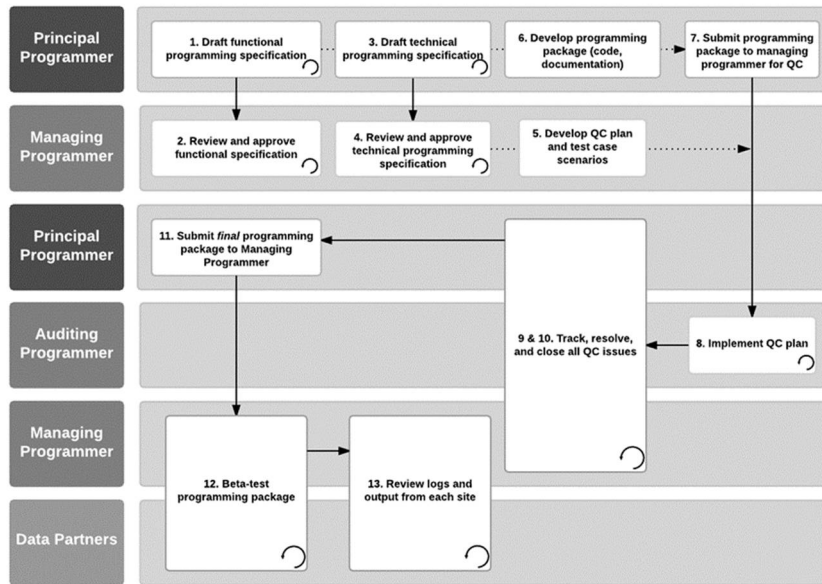 Principal
Programmer
1. Draft functional
programming specification
3. Draft technical
programming specification
6. Develop programming
package (code,
documentation)
7. Submit programming
package to managing
programmer for QC
Managing
Programmer
2. Review and approve
functional specification
4. Review and approve
technical programming
specification
5. Develop QC plan
and test case
scenarios
Principal
Programmer
11. Submit final programming
package to Managing
Programmer
Auditing
Programmer
9 & 10. Track, resolve,
and close all QC issues
8. Implement QC plan
Managing
Programmer
12. Beta-test
programming package
13. Review logs and
output from each site
Data Partners